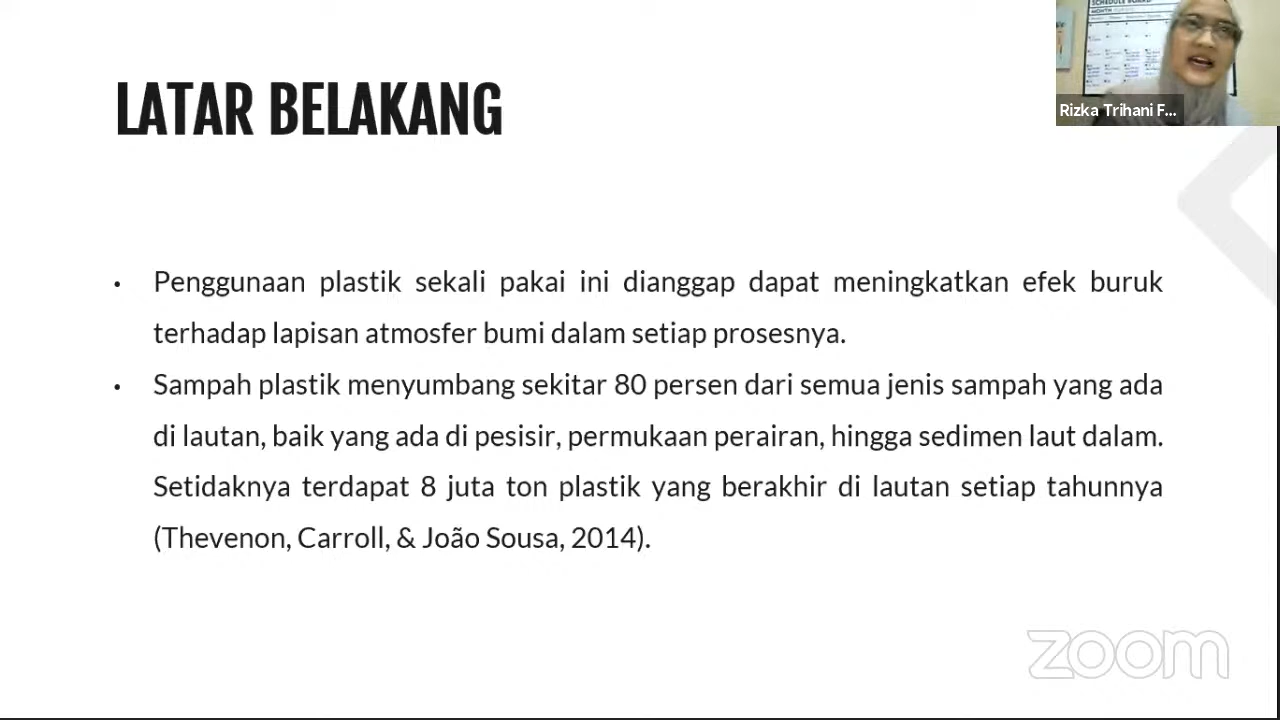 LATAR BELAKANG
SCHEDULE BOARD
MONTH
Rizka Trihani F...
• Penggunaan plastik sekali pakai ini dianggap dapat meningkatkan efek buruk
terhadap lapisan atmosfer bumi dalam setiap prosesnya.
• Sampah plastik menyumbang sekitar 80 persen dari semua jenis sampah yang ada
di lautan, baik yang ada di pesisir, permukaan perairan, hingga sedimen laut dalam.
Setidaknya terdapat 8 juta ton plastik yang berakhir di lautan setiap tahunnya
(Thevenon, Carroll, & João Sousa, 2014).
zoom